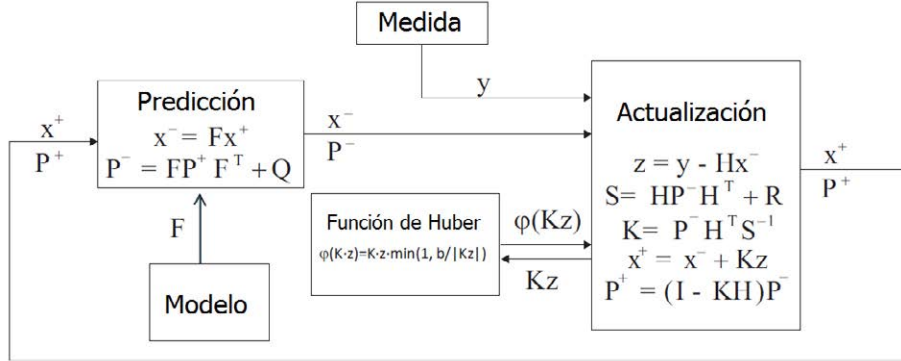 Medida
y
Predicción
x⁻ = Fx⁺
P⁻ = FP⁺ Fᵀ + Q
x⁺
P⁺
x⁻
P⁻
F
Modelo
Función de Huber
φ(K·z)=K·z·min(1, b/|Kz|)
φ(Kz)
Kz
Actualización
z = y - Hx⁻
S= HP⁻Hᵀ + R
K= P⁻HᵀS⁻¹
x⁺ = x⁻ + Kz
P⁺ = (I - KH)P⁻
x⁺
P⁺